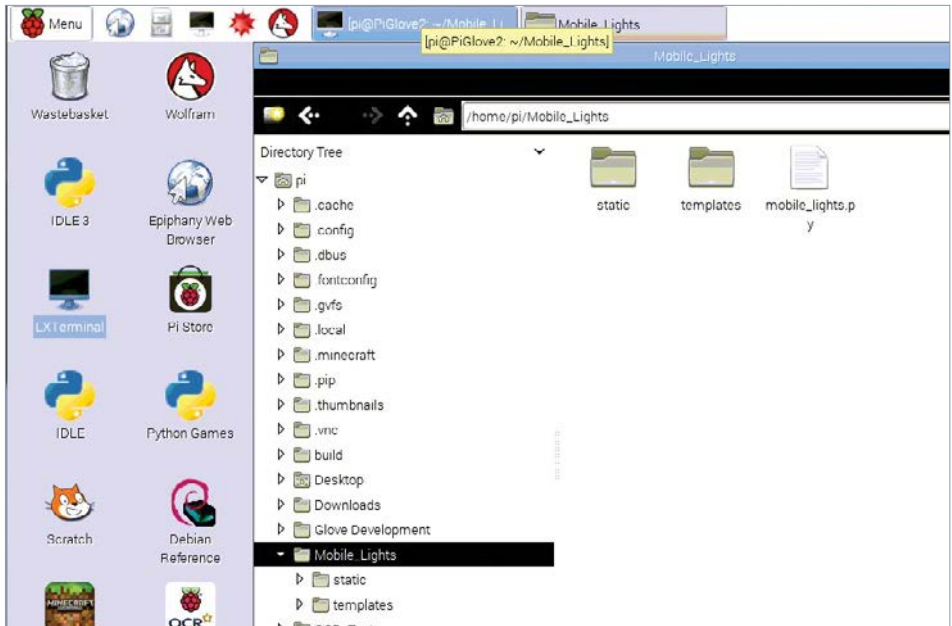 Menu
[pi@PiGlove2: ~/Mobile_Li
Mobile_Lights
[pi@PiGlove2: ~/Mobile_Lights]
Mobile_Lights
/home/pi/Mobile_Lights
Wastebasket
Wolfram
IDLE 3
Epiphany Web
Browser
LXTerminal
Pi Store
IDLE
Python Games
Scratch
Debian
Reference
MINECRAFT
OCR
Directory Tree
pi
.cache
.config
.dbus
.fontconfig
.gvfs
.local
.minecraft
.pip
.thumbnails
.vnc
build
Desktop
Downloads
Glove Development
Mobile_Lights
static
templates
static
templates
mobile_lights.p
y